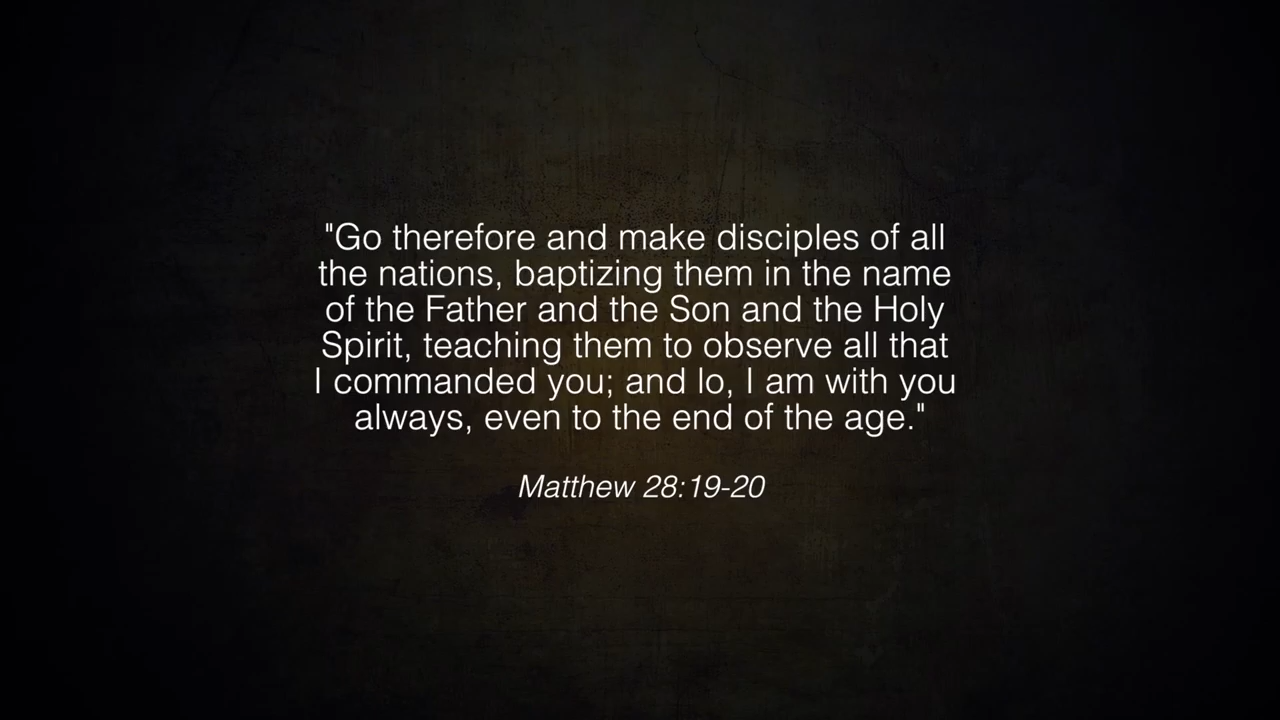 "Go therefore and make disciples of all
the nations, baptizing them in the name
of the Father and the Son and the Holy
Spirit, teaching them to observe all that
I commanded you; and lo, I am with you
always, even to the end of the age."
Matthew 28:19-20